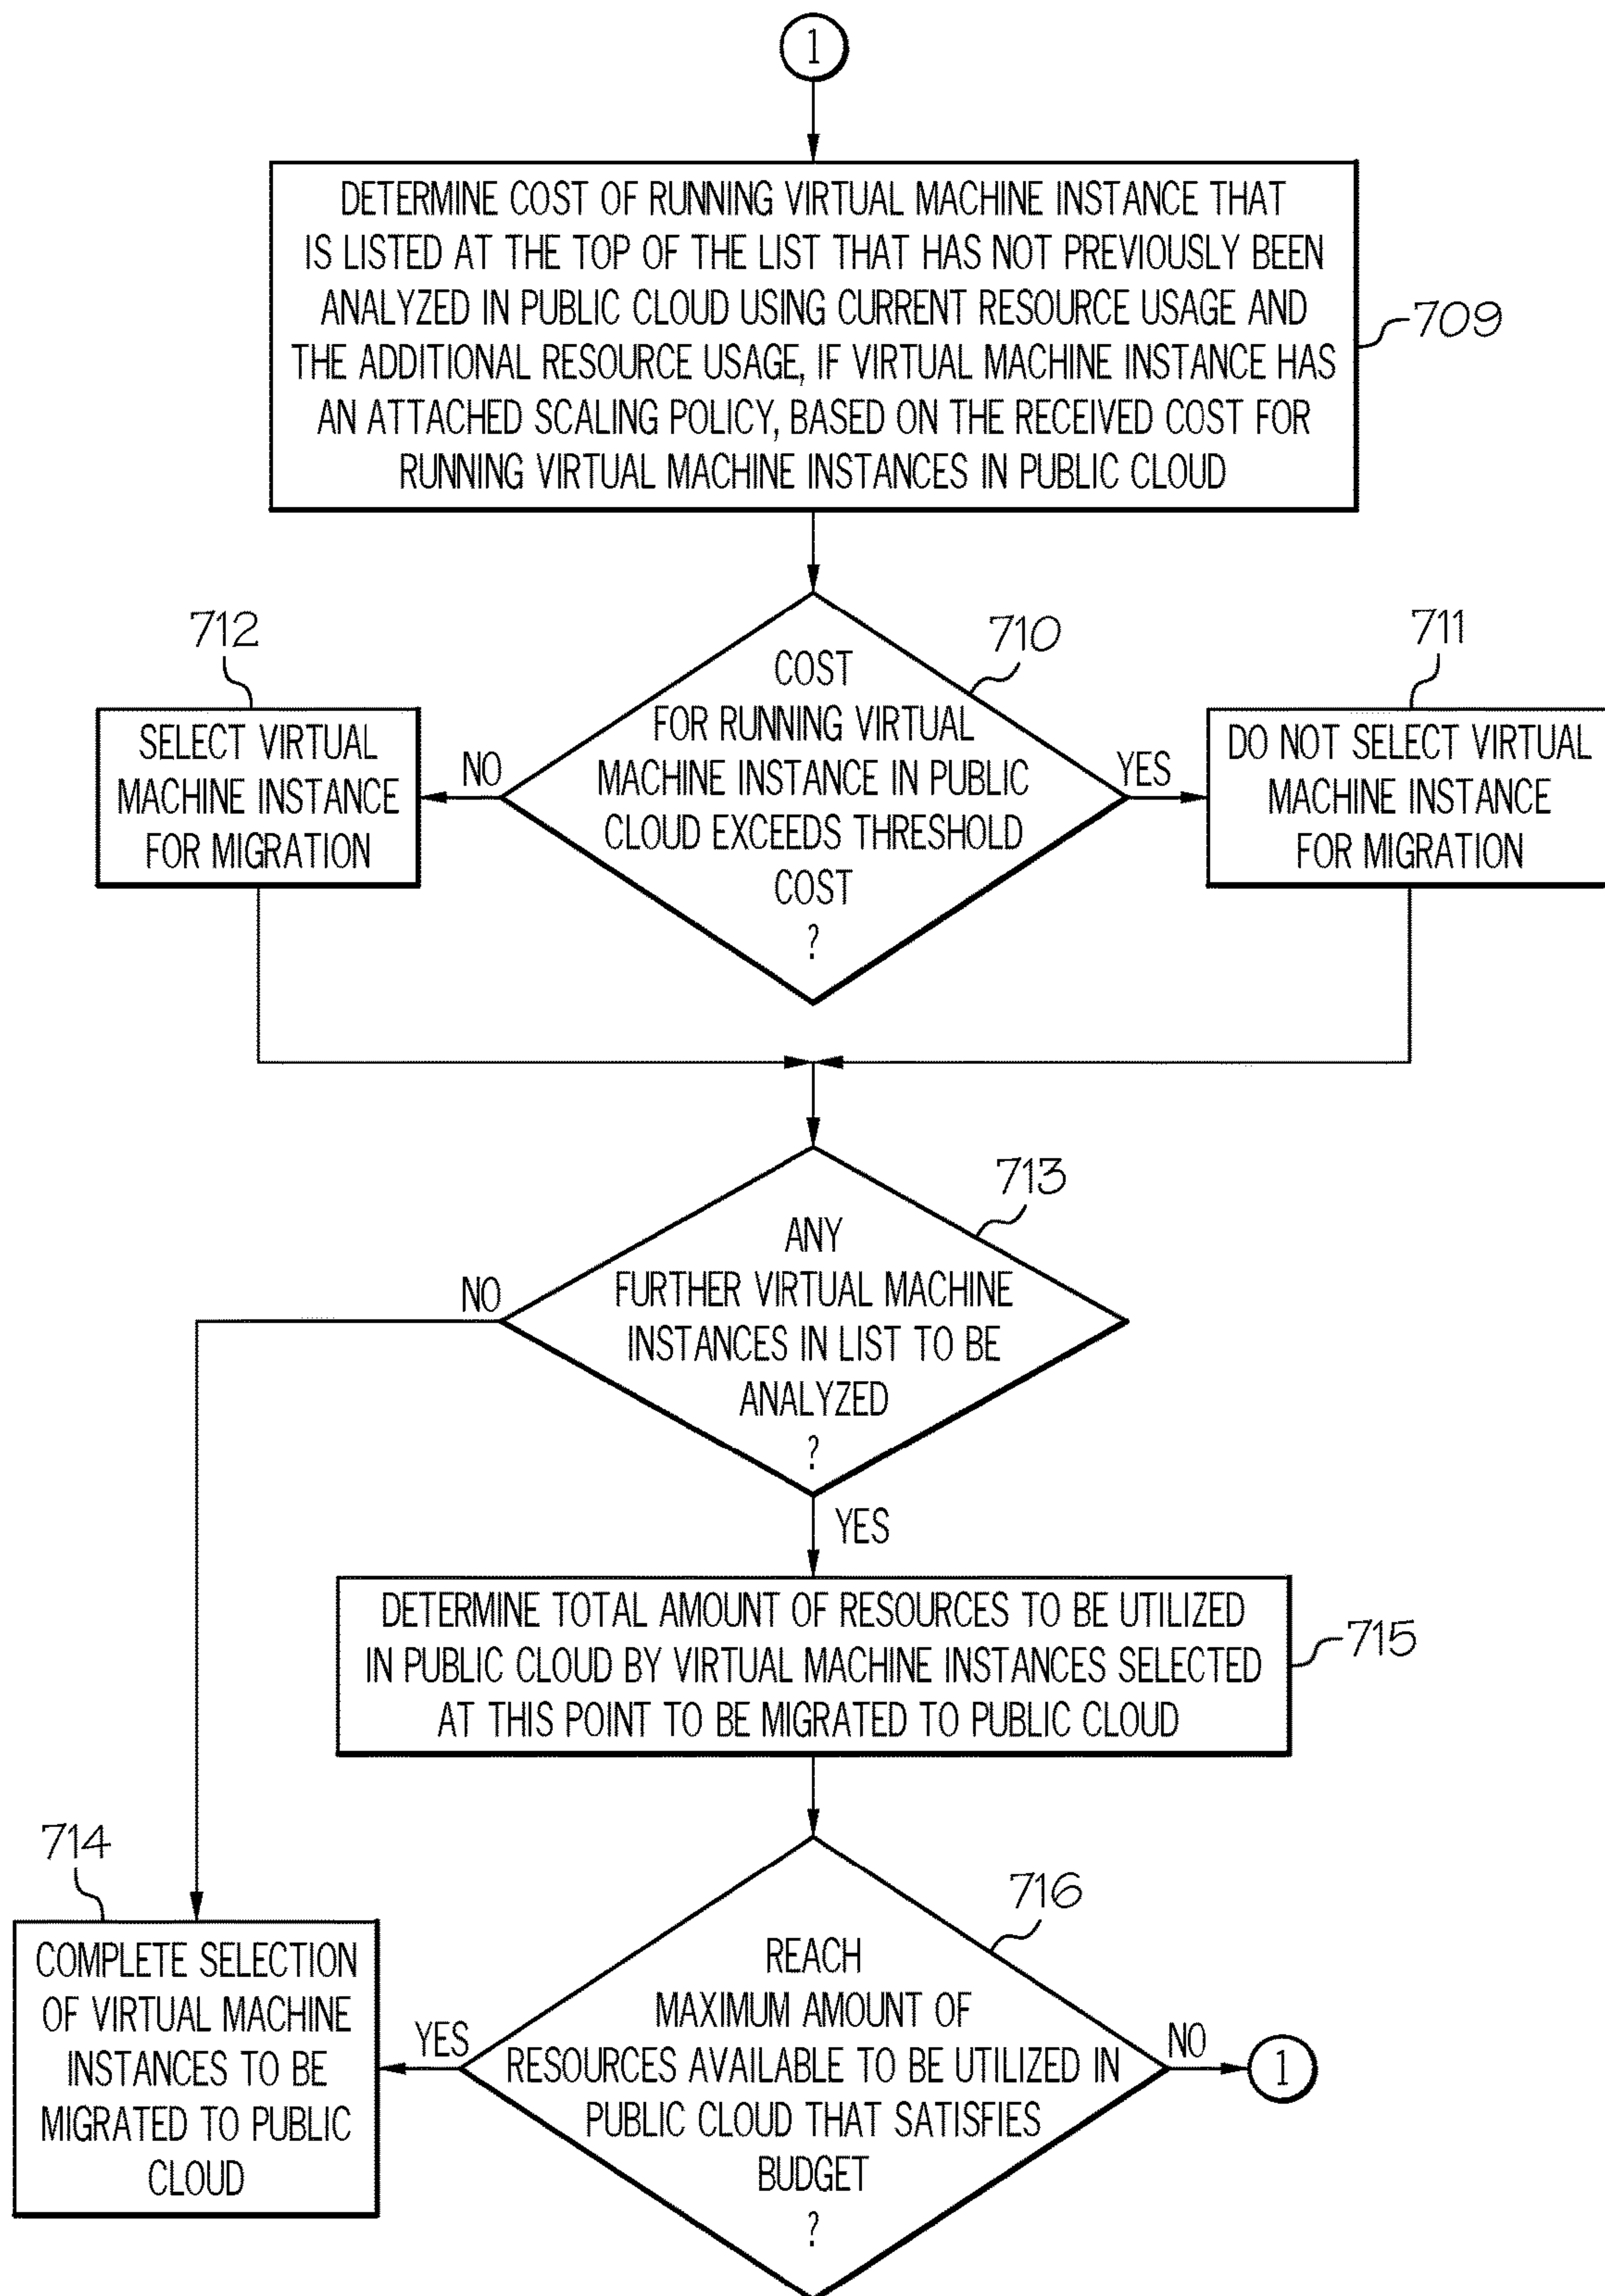 1
DETERMINE COST OF RUNNING VIRTUAL MACHINE INSTANCE THAT
IS LISTED AT THE TOP OF THE LIST THAT HAS NOT PREVIOUSLY BEEN
ANALYZED IN PUBLIC CLOUD USING CURRENT RESOURCE USAGE AND
THE ADDITIONAL RESOURCE USAGE, IF VIRTUAL MACHINE INSTANCE HAS
AN ATTACHED SCALING POLICY, BASED ON THE RECEIVED COST FOR
RUNNING VIRTUAL MACHINE INSTANCES IN PUBLIC CLOUD
709
712
SELECT VIRTUAL
MACHINE INSTANCE
FOR MIGRATION
NO
710
COST
FOR RUNNING VIRTUAL
MACHINE INSTANCE IN PUBLIC
CLOUD EXCEEDS THRESHOLD
COST
?
YES
711
DO NOT SELECT VIRTUAL
MACHINE INSTANCE
FOR MIGRATION
713
ANY
FURTHER VIRTUAL MACHINE
INSTANCES IN LIST TO BE
ANALYZED
?
NO
YES
DETERMINE TOTAL AMOUNT OF RESOURCES TO BE UTILIZED
IN PUBLIC CLOUD BY VIRTUAL MACHINE INSTANCES SELECTED
AT THIS POINT TO BE MIGRATED TO PUBLIC CLOUD
715
714
COMPLETE SELECTION
OF VIRTUAL MACHINE
INSTANCES TO BE
MIGRATED TO PUBLIC
CLOUD
YES
716
REACH
MAXIMUM AMOUNT OF
RESOURCES AVAILABLE TO BE UTILIZED IN
PUBLIC CLOUD THAT SATISFIES
BUDGET
?
NO
1